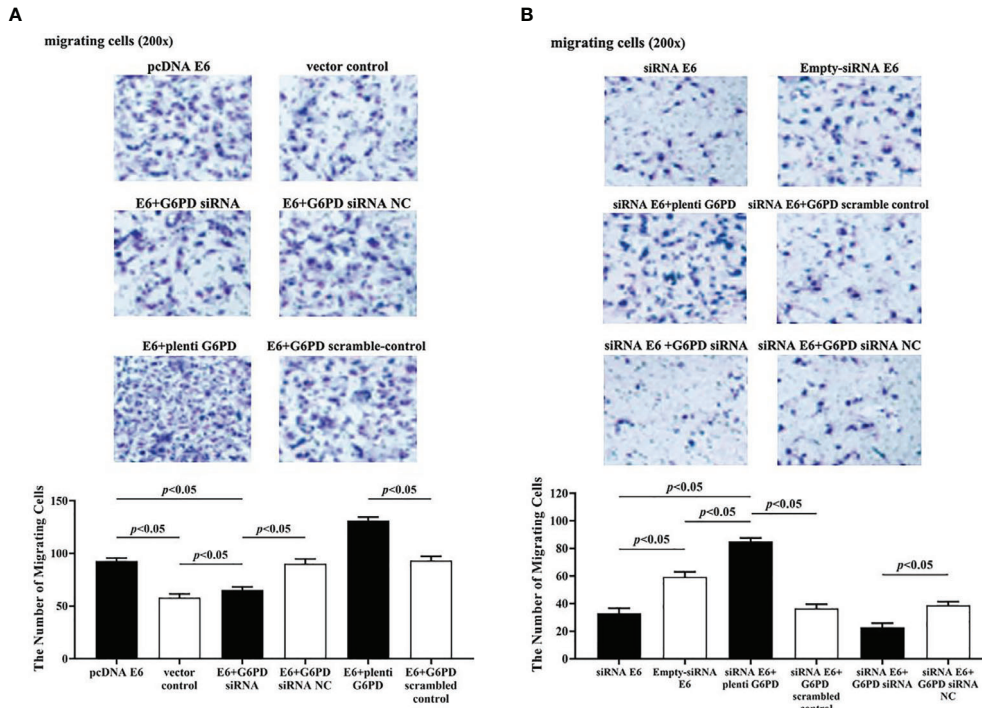 A
migrating cells (200x)
pcDNA E6
vector control
E6+G6PD siRNA
E6+G6PD siRNA NC
E6+plenti G6PD
E6+G6PD scramble-control
The Number of Migrating Cells
150
100
50
0
p<0.05
p<0.05
p<0.05
p<0.05
p<0.05
pcDNA E6
vector
control
E6+G6PD
siRNA
E6+G6PD
siRNA NC
E6+plenti
G6PD
E6+G6PD
scrambled
control
B
migrating cells (200x)
siRNA E6
Empty-siRNA E6
siRNA E6+plenti G6PD
siRNA E6+G6PD scramble control
siRNA E6 +G6PD siRNA
siRNA E6+G6PD siRNA NC
The Number of Migrating Cells
120
100
80
60
40
20
0
p<0.05
p<0.05
p<0.05
p<0.05
p<0.05
siRNA E6
Empty-siRNA
E6
siRNA E6+
plenti G6PD
siRNA E6+
G6PD
scrambled
control
siRNA E6+
G6PD siRNA
siRNA E6+
G6PD siRNA
NC